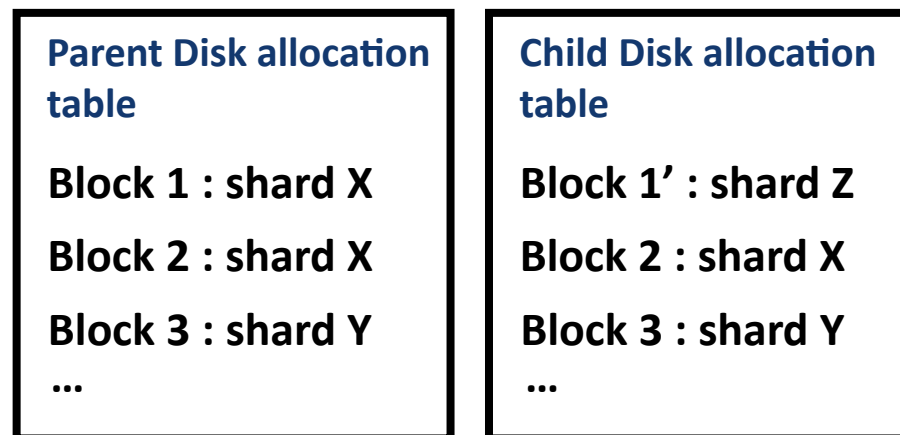 Parent Disk allocation
table
Block 1 : shard X
Block 2 : shard X
Block 3 : shard Y
...
Child Disk allocation
table
Block 1’ : shard Z
Block 2 : shard X
Block 3 : shard Y
...